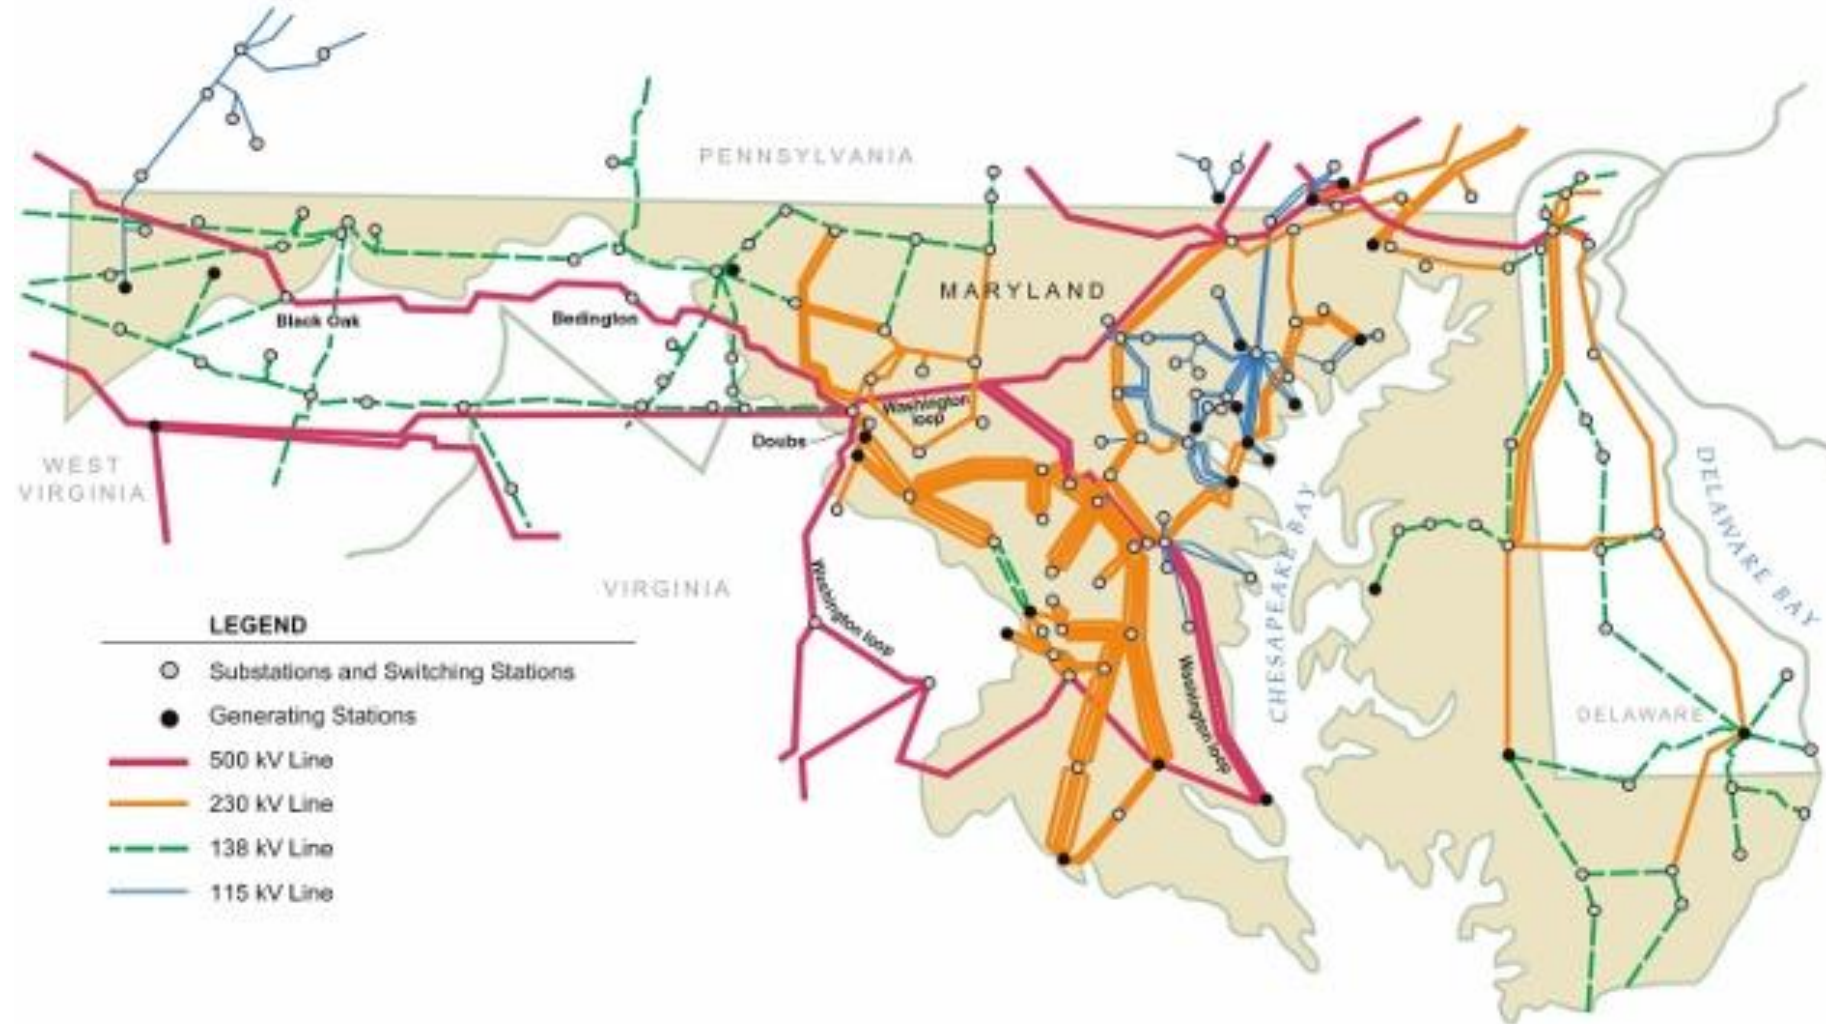 PENNSYLVANIA
MARYLAND
Black Oak
Bedington
Washington
loop
Doubs
WEST
VIRGINIA
VIRGINIA
Washington loop
Washington loop
CHESAPEAKE BAY
DELAWARE BAY
DELAWARE
LEGEND
Substations and Switching Stations
Generating Stations
500 kV Line
230 kV Line
138 kV Line
115 kV Line